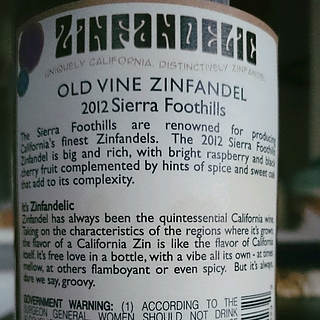 ZINFANDELIC
UNIQUELY CALIFORNIA. DISTINCTIVELY ZINFANDEL.
OLD VINE ZINFANDEL
2012 Sierra Foothills
The Sierra Foothills are renowned for producing
California's finest Zinfandels. The 2012 Sierra Foothills
Zinfandel is big and rich, with bright raspberry and black
cherry fruit complemented by hints of spice and sweet oak
that add to its complexity.
It's Zinfandelic
Zinfandel has always been the quintessential California wine.
Taking on the characteristics of the regions where it's grown,
the flavor of a California Zin is like the flavor of California
itself. It's free love in a bottle, with a vibe all its own - at times
mellow, at others flamboyant or even spicy. But it's always,
dare we say, groovy.
GOVERNMENT WARNING: (1) ACCORDING TO THE
SURGEON GENERAL, WOMEN SHOULD NOT DRINK